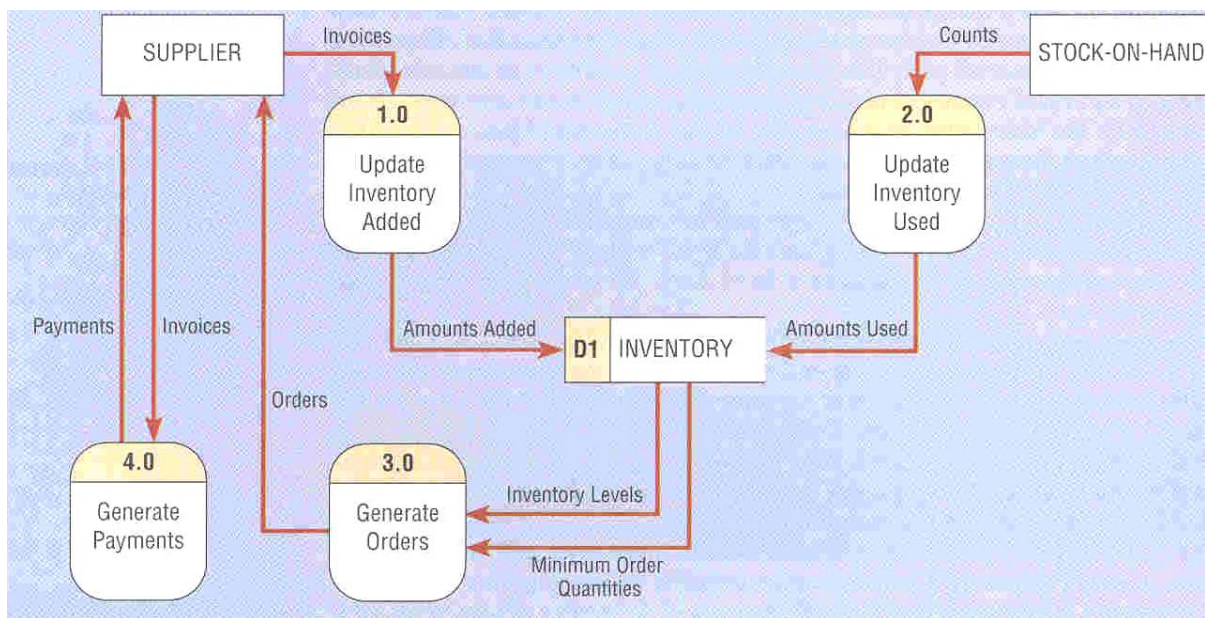 SUPPLIER
Invoices
Counts
STOCK-ON-HAND
1.0
Update
Inventory
Added
2.0
Update
Inventory
Used
Payments
Invoices
Amounts Added
D1 INVENTORY
Amounts Used
Orders
4.0
Generate
Payments
3.0
Generate
Orders
Inventory Levels
Minimum Order
Quantities